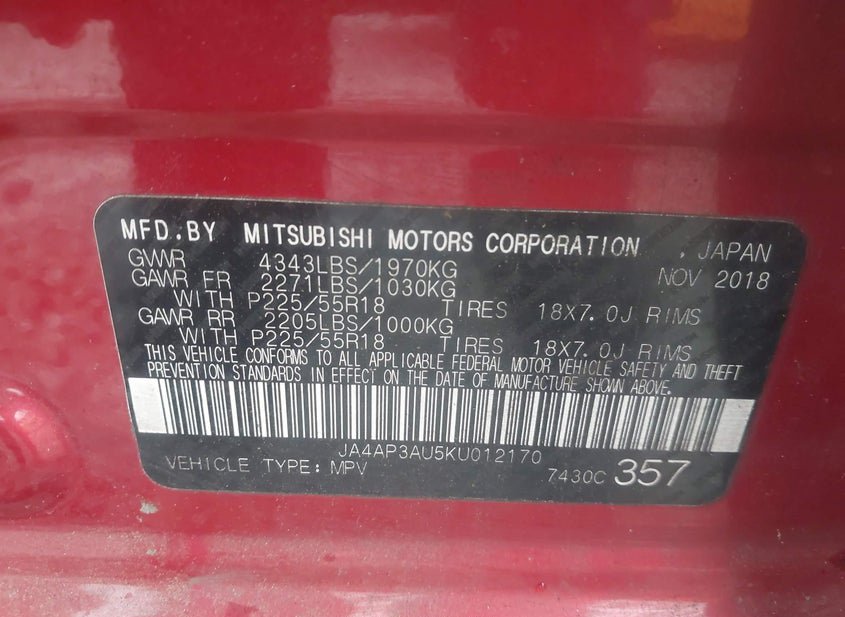 MFD.BY MITSUBISHI MOTORS CORPORATION , JAPAN
GVWR 4343LBS/1970KG NOV 2018
GAWR FR 2271LBS/1030KG
WITH P225/55R18 TIRES 18X7.0J RIMS
GAWR RR 2205LBS/1000KG
WITH P225/55R18 TIRES 18X7.0J RIMS
THIS VEHICLE CONFORMS TO ALL APPLICABLE FEDERAL MOTOR VEHICLE SAFETY AND THEFT
PREVENTION STANDARDS IN EFFECT ON THE DATE OF MANUFACTURE SHOWN ABOVE.
JA4AP3AU5KU012170
VEHICLE TYPE: MPV 7430C 357